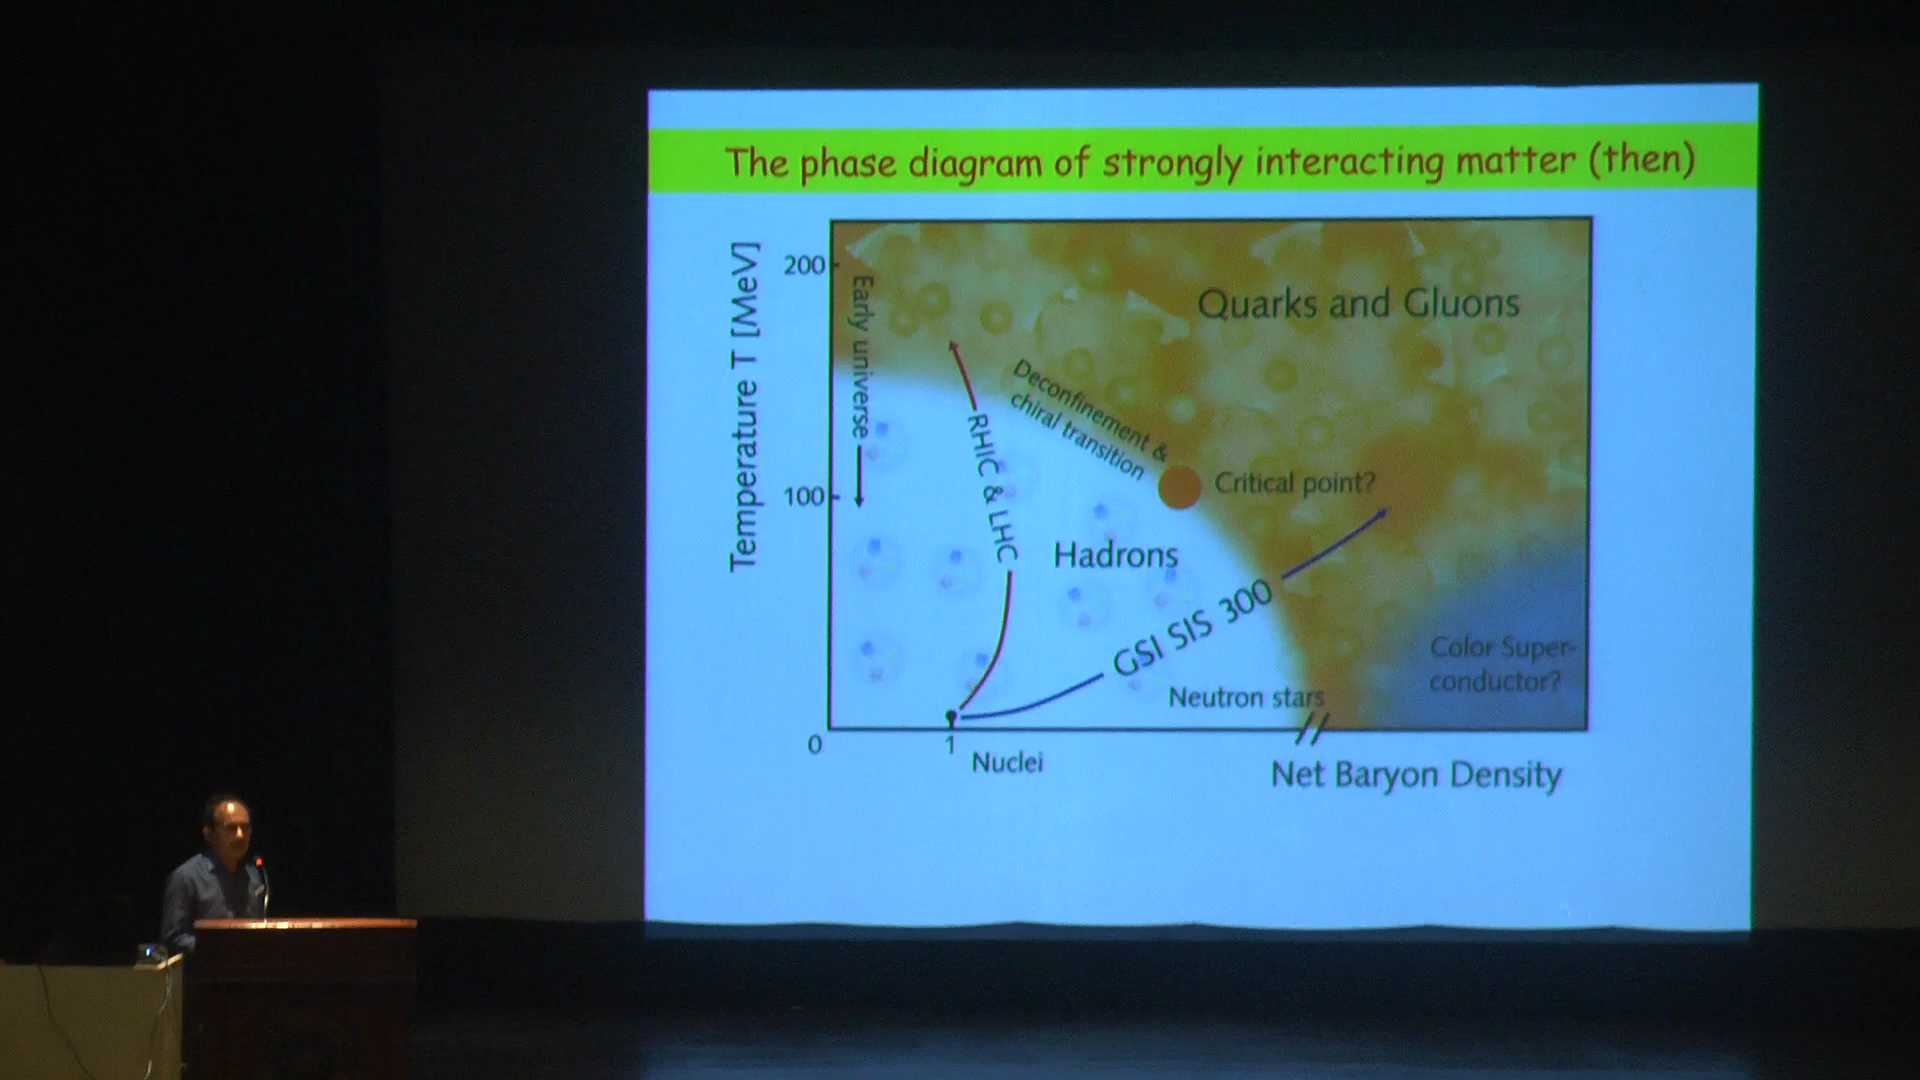 The phase diagram of strongly interacting matter (then)
Temperature T [MeV]
200
100
0
Early universe
RHIC & LHC
Deconfinement &
chiral transition
Quarks and Gluons
Critical point?
Hadrons
GSI SIS 300
Color Super-
conductor?
Neutron stars
1
Nuclei
Net Baryon Density